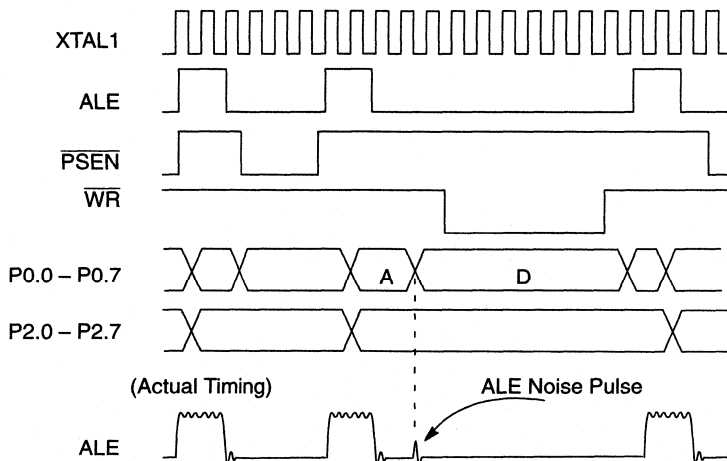 XTAL1
ALE
PSEN
WR
P0.0 – P0.7
A
D
P2.0 – P2.7
(Actual Timing)
ALE Noise Pulse
ALE